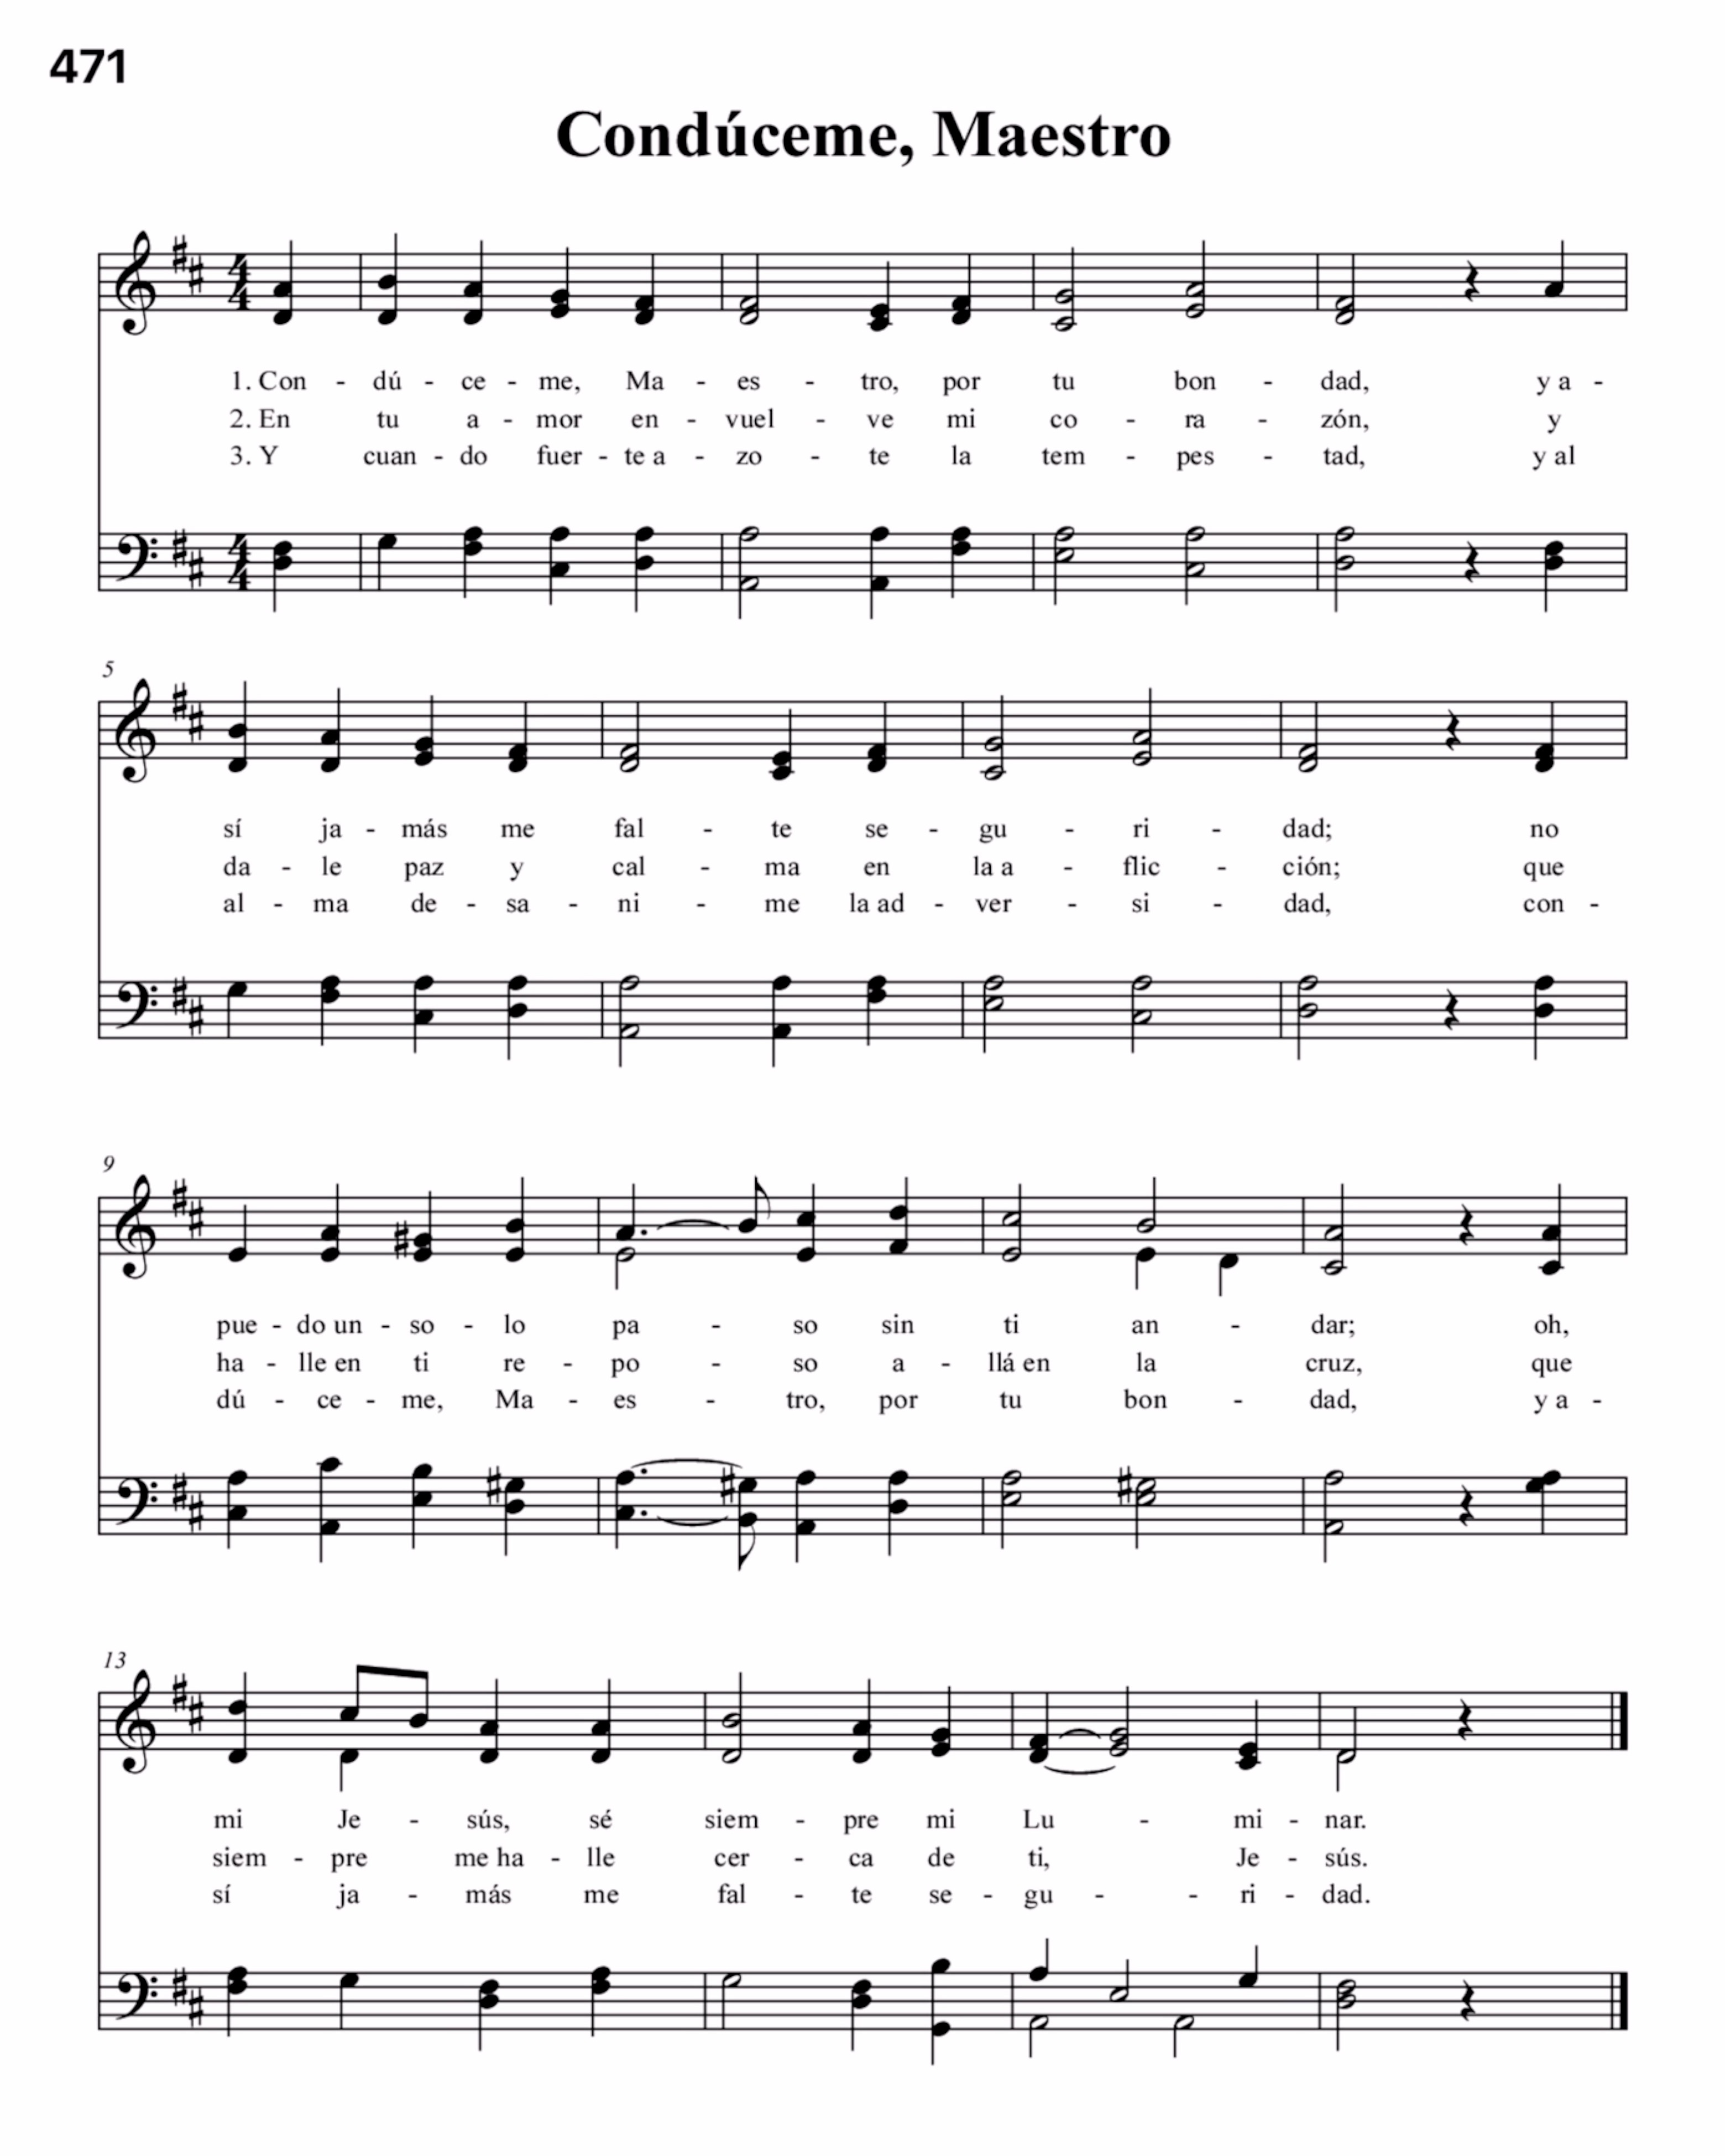 471
Condúceme, Maestro
1. Con - dú - ce - me, Ma - es - tro, por tu bon - dad, y a -
2. En tu a - mor en - vuel - ve mi co - ra - zón, y
3. Y cuan - do fuer - te a - zo - te la tem - pes - tad, y al
5
sí ja - más me fal - te se - gu - ri - dad; no
da - le paz y cal - ma en la a - flic - ción; que
al - ma de - sa - ni - me la ad - ver - si - dad, con -
9
pue - do un - so - lo pa - so sin ti an - dar; oh,
ha - lle en ti re - po - so a - llá en la cruz, que
dú - ce - me, Ma - es - tro, por tu bon - dad, y a -
13
mi Je - sús, sé siem - pre mi Lu - mi - nar.
siem - pre me ha - lle cer - ca de ti, Je - sús.
sí ja - más me fal - te se - gu - - ri - dad.